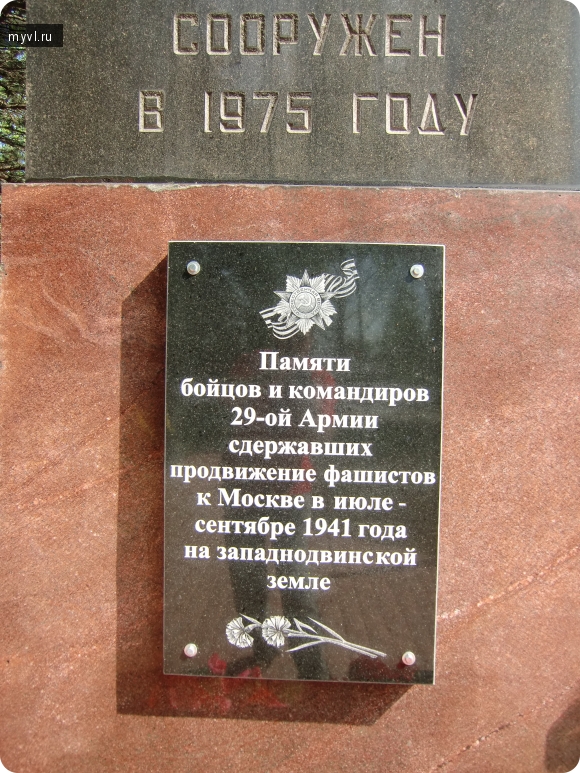 myvl.ru
СООРУЖЕН
В 1975 ГОДУ
Памяти
бойцов и командиров
29-ой Армии
сдержавших
продвижение фашистов
к Москве в июле -
сентябре 1941 года
на западнодвинской
земле